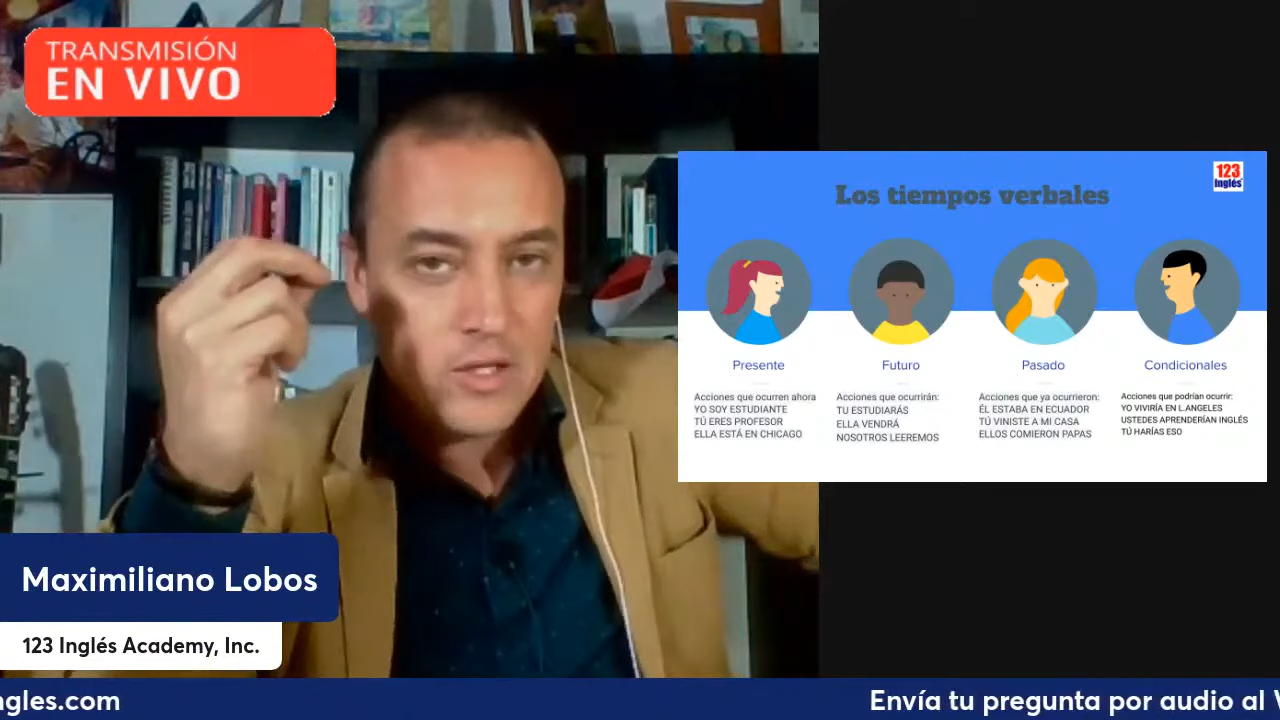 TRANSMISIÓN
EN VIVO
123
Inglés
Los tiempos verbales
Presente
Acciones que ocurren ahora
YO SOY ESTUDIANTE
TÚ ERES PROFESOR
ELLA ESTÁ EN CHICAGO
Futuro
Acciones que ocurrirán:
TU ESTUDIARÁS
ELLA VENDRÁ
NOSOTROS LEEREMOS
Pasado
Acciones que ya ocurrieron:
ÉL ESTABA EN ECUADOR
TÚ VINISTE A MI CASA
ELLOS COMIERON PAPAS
Condicionales
Acciones que podrían ocurrir:
YO VIVIRÍA EN L.ANGELES
USTEDES APRENDERÍAN INGLÉS
TÚ HARÍAS ESO
Maximiliano Lobos
123 Inglés Academy, Inc.
ngles.com
Envía tu pregunta por audio al